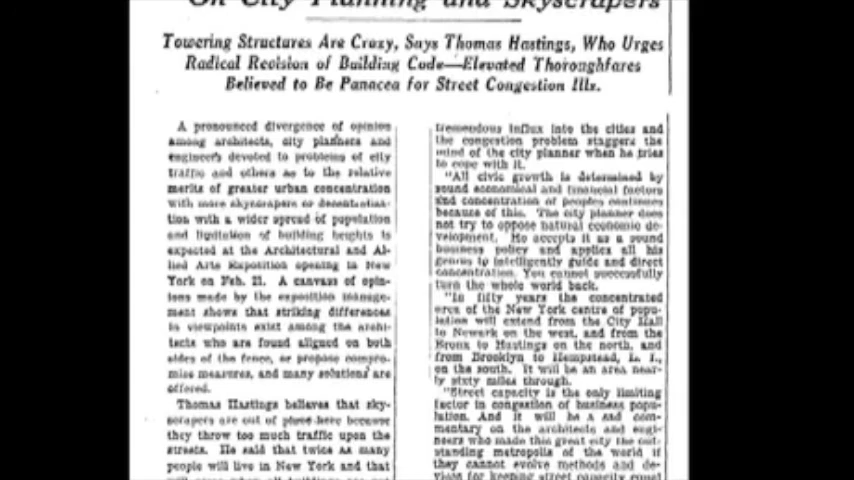 On City Planning and Skyscrapers
Towering Structures Are Crazy, Says Thomas Hastings, Who Urges
Radical Revision of Building Code—Elevated Thoroughfares
Believed to Be Panacea for Street Congestion Ills.
A pronounced divergence of opinion
among architects, city planners and
engineers devoted to problems of city
traffic and others as to the relative
merits of greater urban concentration
with more skyscrapers or decentraliza-
tion with a wider spread of population
and limitation of building heights is
expected at the Architectural and Al-
lied Arts Exposition opening in New
York on Feb. 21. A canvass of opin-
ions made by the exposition manage-
ment shows that striking differences
in viewpoints exist among the archi-
tects who are found aligned on both
sides of the fence, or propose compro-
mise measures, and many solutions are
offered.
Thomas Hastings believes that sky-
scrapers are out of place here because
they throw too much traffic upon the
streets. He said that twice as many
people will live in New York and that
tremendous influx into the cities and
the congestion problem staggers the
mind of the city planner when he tries
to cope with it.
"All civic growth is determined by
sound economical and financial factors
and concentration of peoples continues
because of this. The city planner does
not try to oppose natural economic de-
velopment. He accepts it as a sound
business policy and applies all his
genius to intelligently guide and direct
concentration. You cannot successfully
turn the whole world back.
"In fifty years the concentrated
area of the New York centre of popu-
lation will extend from the City Hall
to Newark on the west, and from the
Bronx to Hastings on the north, and
from Brooklyn to Hempstead, L. I.,
on the south. It will be an area near-
ly sixty miles through.
"Street capacity is the only limiting
factor in congestion of business popu-
lation. And it will be a sad com-
mentary on the architects and engi-
neers who made this great city the out-
standing metropolis of the world if
they cannot evolve methods and de-
vices for keeping street capacity equal